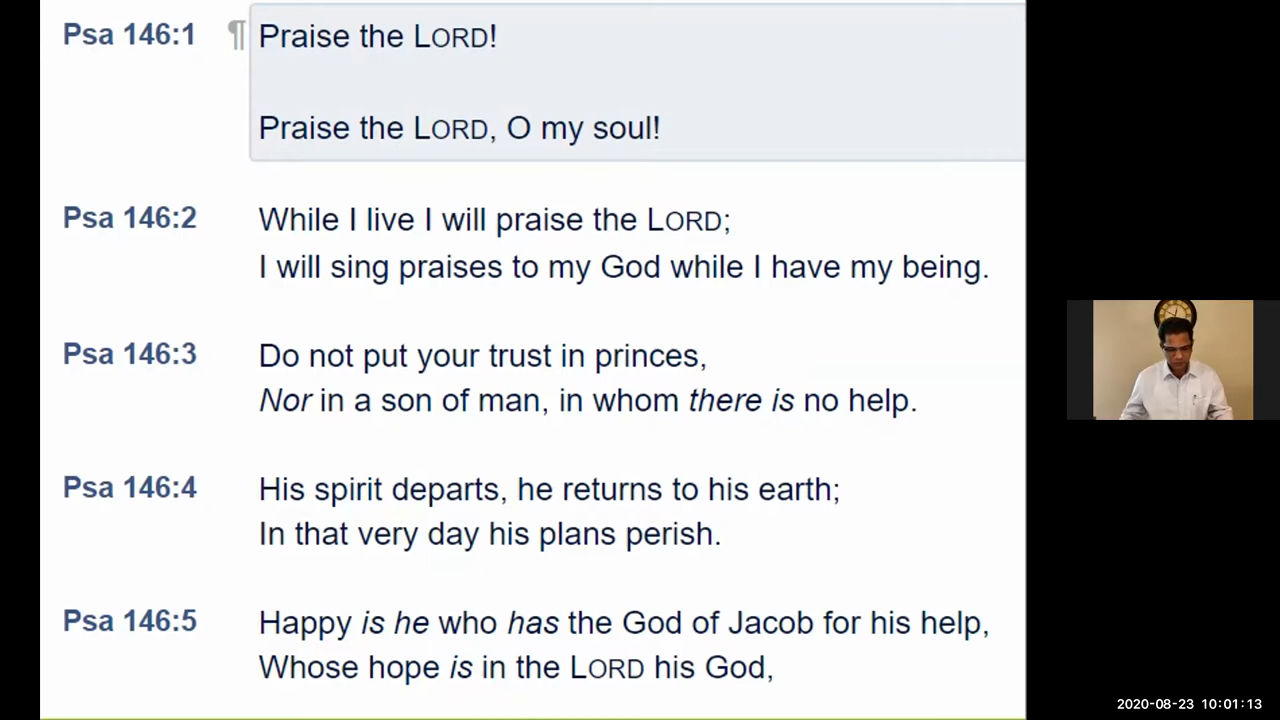 Psa 146:1 ¶ Praise the LORD!
Praise the LORD, O my soul!
Psa 146:2 While I live I will praise the LORD;
I will sing praises to my God while I have my being.
Psa 146:3 Do not put your trust in princes,
Nor in a son of man, in whom there is no help.
Psa 146:4 His spirit departs, he returns to his earth;
In that very day his plans perish.
Psa 146:5 Happy is he who has the God of Jacob for his help,
Whose hope is in the LORD his God,
2020-08-23 10:01:13